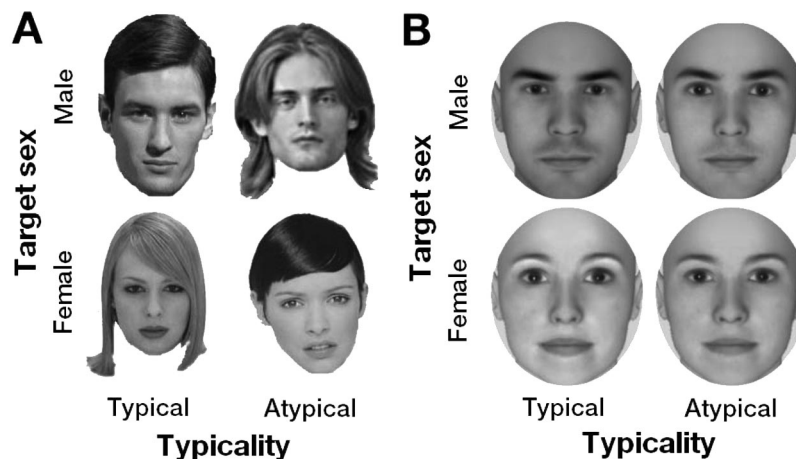 A
B
Target sex
Male
Female
Typical
Atypical
Typicality
Target sex
Male
Female
Typical
Atypical
Typicality